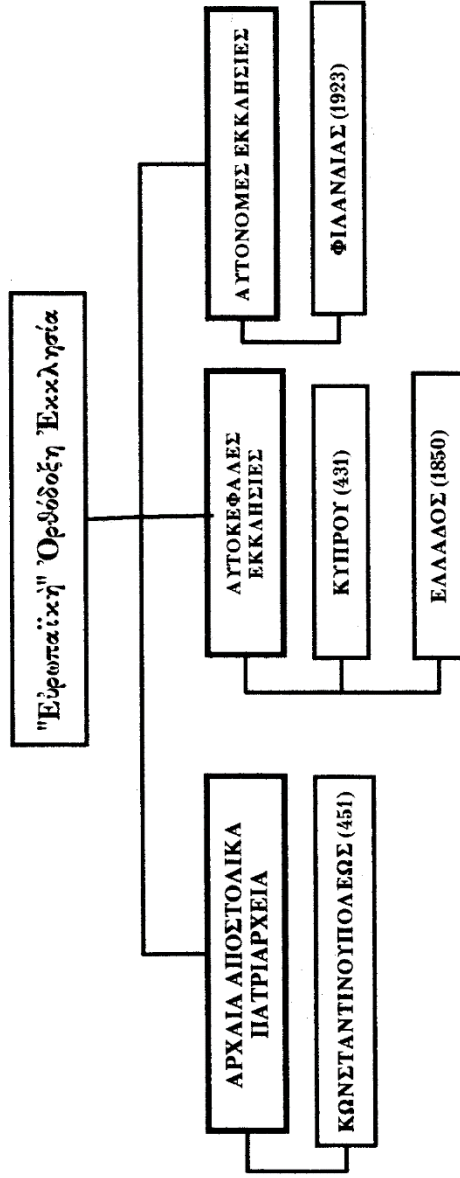 "Εὐρωπαϊκὴ" Ὀρθόδοξη Ἐκκλησία
ΑΡΧΑΙΑ ΑΠΟΣΤΟΛΙΚΑ
ΠΑΤΡΙΑΡΧΕΙΑ
ΚΩΝΣΤΑΝΤΙΝΟΥΠΟΛΕΩΣ (451)
ΑΥΤΟΚΕΦΑΛΕΣ
ΕΚΚΛΗΣΙΕΣ
ΚΥΠΡΟΥ (431)
ΕΛΛΑΔΟΣ (1850)
ΑΥΤΟΝΟΜΕΣ ΕΚΚΛΗΣΙΕΣ
ΦΙΛΑΝΔΙΑΣ (1923)